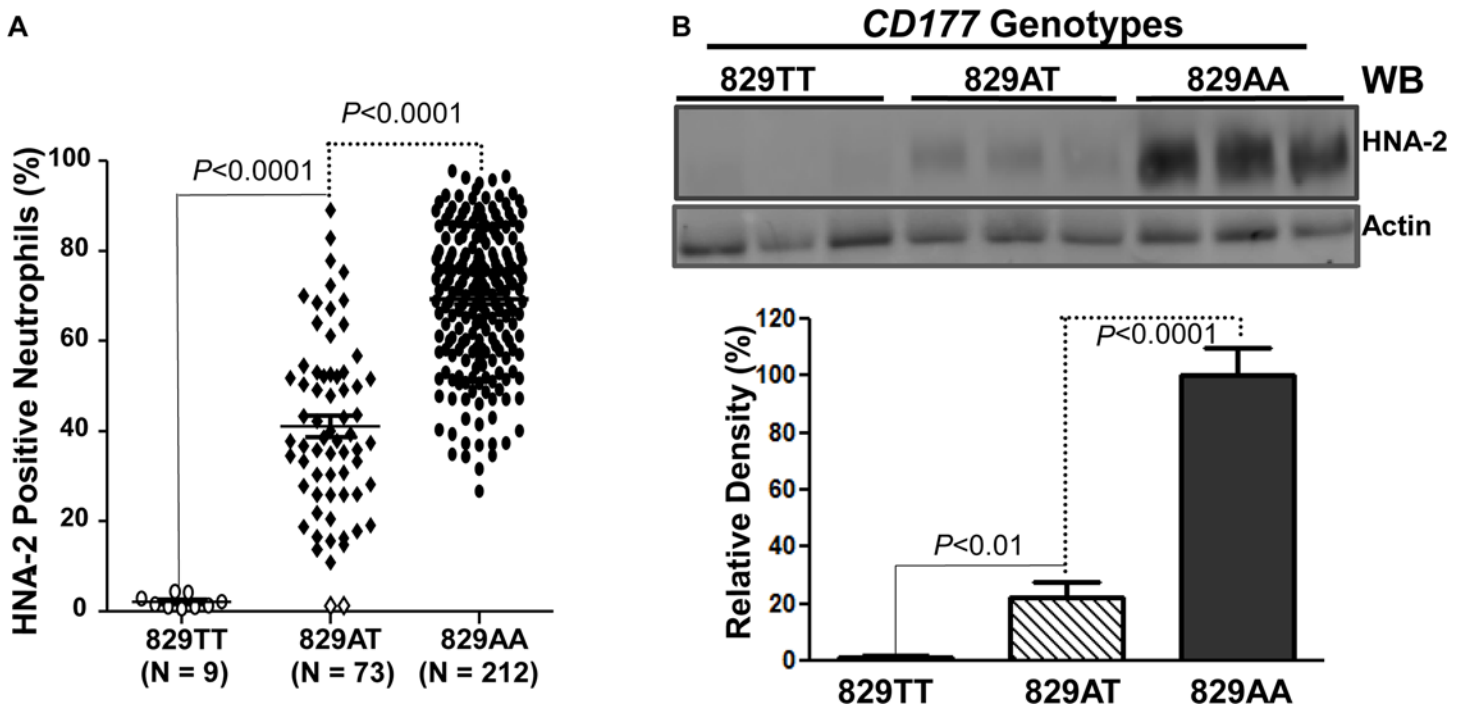 A
HNA-2 Positive Neutrophils (%)
100
80
60
40
20
0
P<0.0001
P<0.0001
829TT
829AT
829AA
(N = 9)
(N = 73)
(N = 212)
B
CD177 Genotypes
829TT
829AT
829AA
WB
HNA-2
Actin
Relative Density (%)
120
100
80
60
40
20
0
P<0.01
P<0.0001
829TT
829AT
829AA